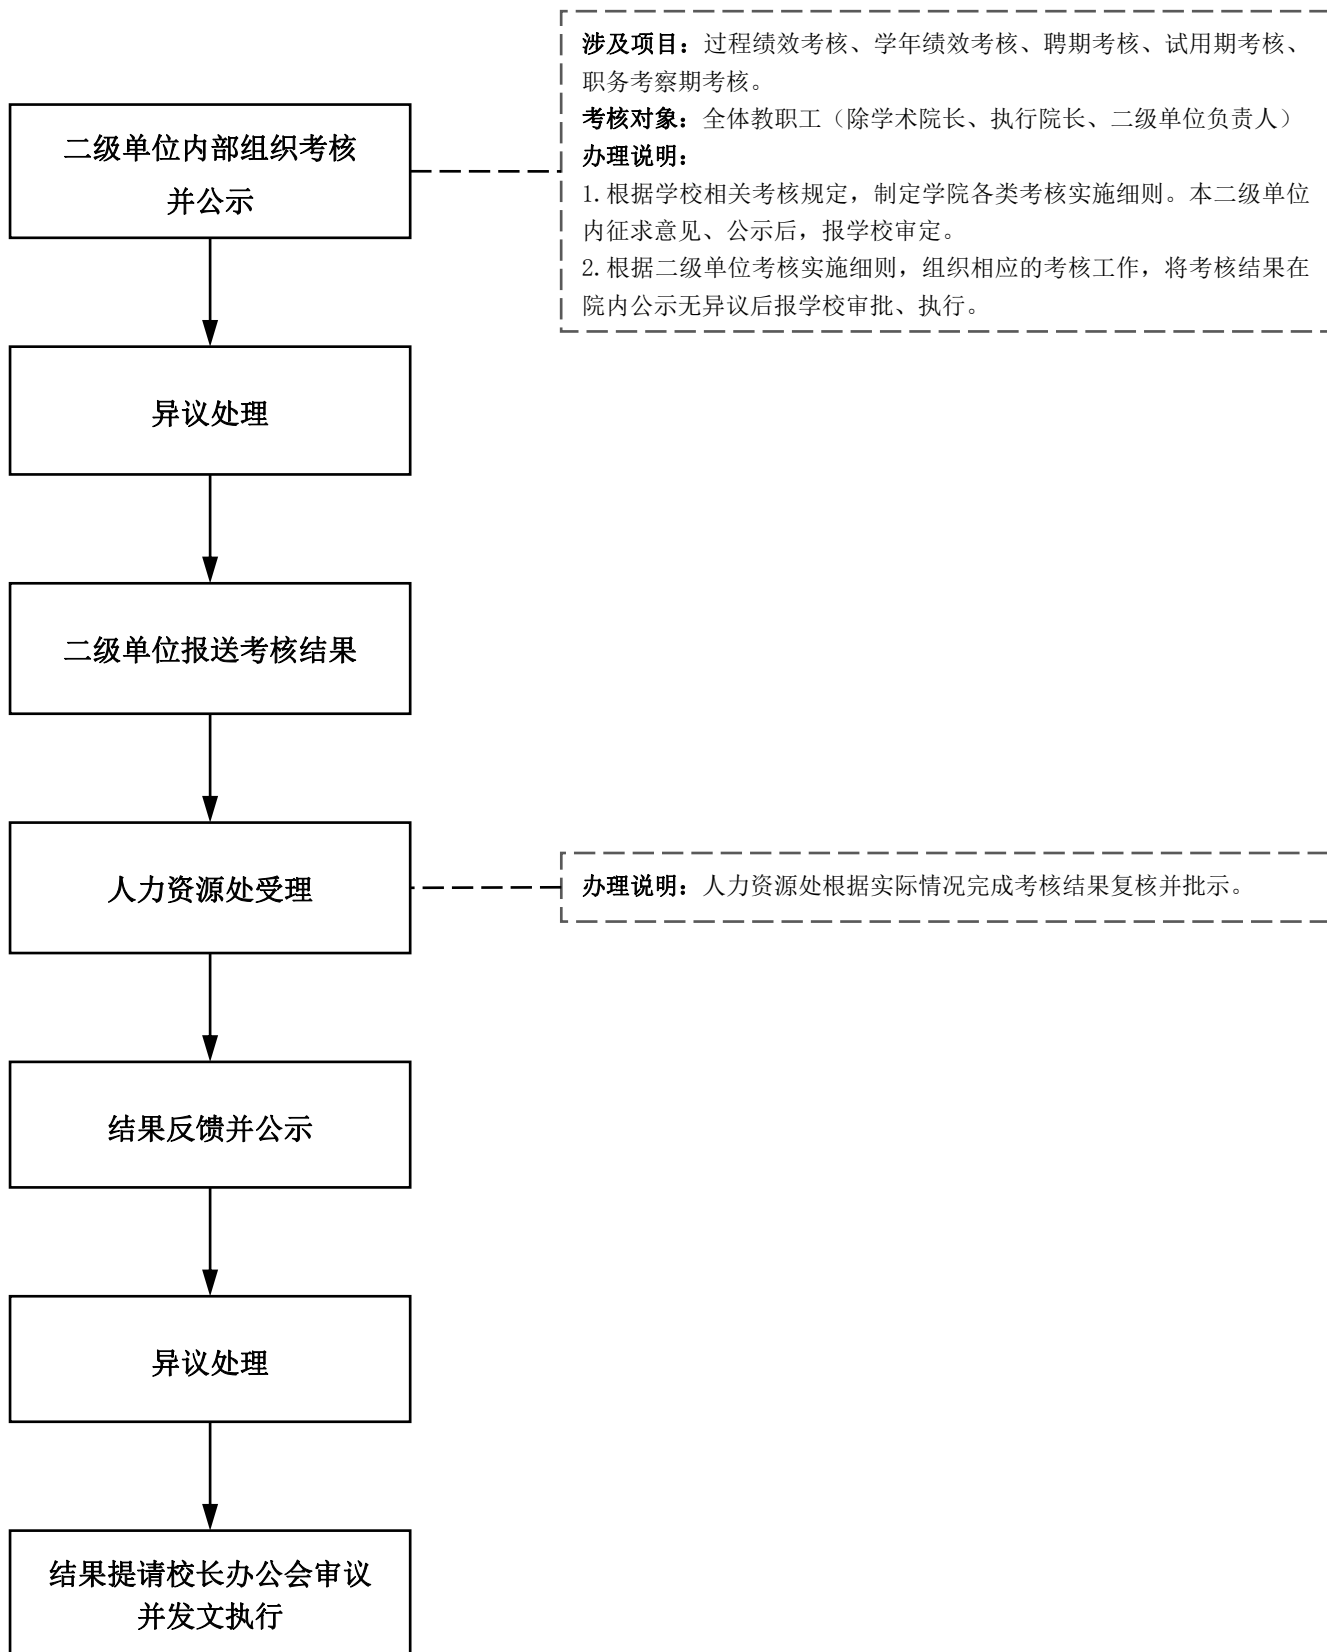 涉及项目：过程绩效考核、学年绩效考核、聘期考核、试用期考核、
职务考察期考核。
考核对象：全体教职工（除学术院长、执行院长、二级单位负责人）
办理说明：
1.根据学校相关考核规定，制定学院各类考核实施细则。本二级单位
内征求意见、公示后，报学校审定。
2.根据二级单位考核实施细则，组织相应的考核工作，将考核结果在
院内公示无异议后报学校审批、执行。
二级单位内部组织考核
并公示
异议处理
二级单位报送考核结果
人力资源处受理
办理说明：人力资源处根据实际情况完成考核结果复核并批示。
结果反馈并公示
异议处理
结果提请校长办公会审议
并发文执行